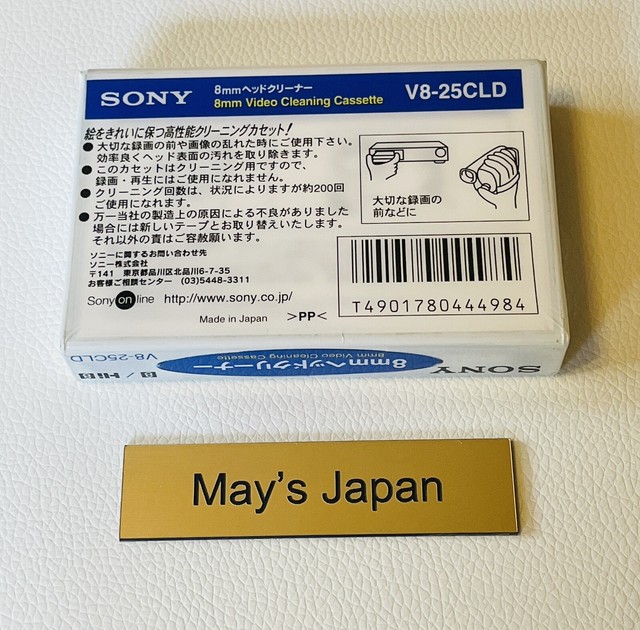 SONY 8mmヘッドクリーナー V8-25CLD
8mm Video Cleaning Cassette
絵をきれいに保つ高性能クリーニングカセット!
● 大切な録画の前や画像の乱れた時にご使用下さい。
効率良くヘッド表面の汚れを取り除きます。
● このカセットはクリーニング用ですので、
録画・再生にはご使用になれません。
● クリーニング回数は、状況によりますが約200回
ご使用になれます。
● 万一当社の製造上の原因による不良がありました
場合には新しいテープとお取り替えいたします。
それ以外の責はご容赦願います。
大切な録画の
前などに
ソニーに関するお問い合わせ先
ソニー株式会社
〒141 東京都品川区北品川6-7-35
お客様ご相談センター (03)5448-3311
Sony on line http://www.sony.co.jp/
Made in Japan >PP<
T4901780444984
SONY
8mmヘッドクリーナー
8mm Video Cleaning Cassette
8/Hi8
V8-25CLD
May's Japan